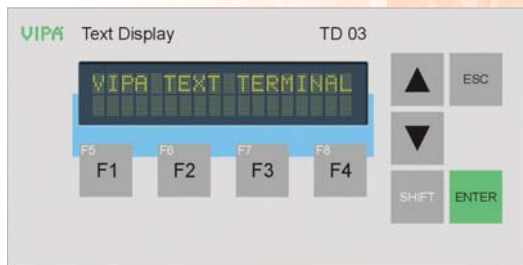 VIPA Text Display TD 03
VIPA TEXT TERMINAL
ESC
F5 F6 F7 F8
F1 F2 F3 F4
SHIFT ENTER